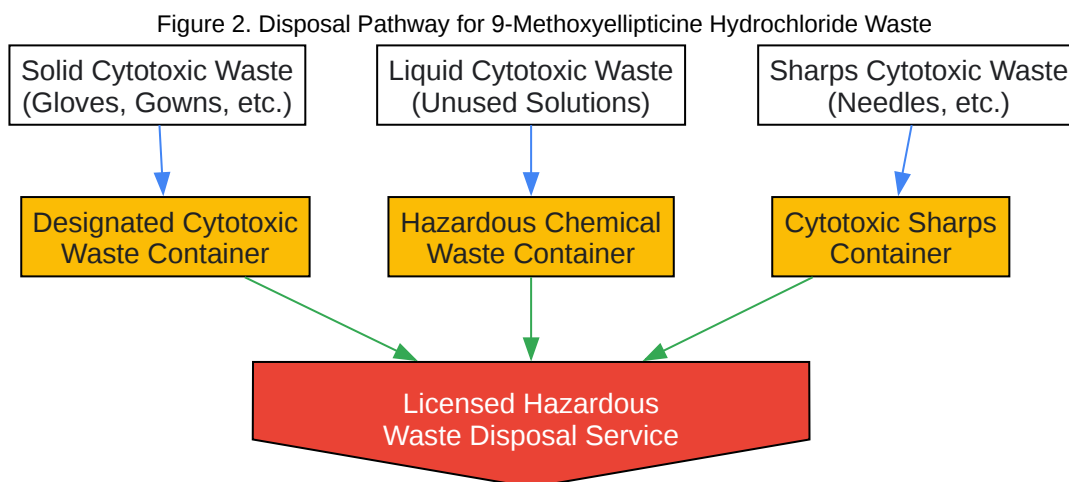 Figure 2. Disposal Pathway for 9-Methoxyellipticine Hydrochloride Waste
Solid Cytotoxic Waste
(Gloves, Gowns, etc.)
Liquid Cytotoxic Waste
(Unused Solutions)
Sharps Cytotoxic Waste
(Needles, etc.)
Designated Cytotoxic
Waste Container
Hazardous Chemical
Waste Container
Cytotoxic Sharps
Container
Licensed Hazardous
Waste Disposal Service